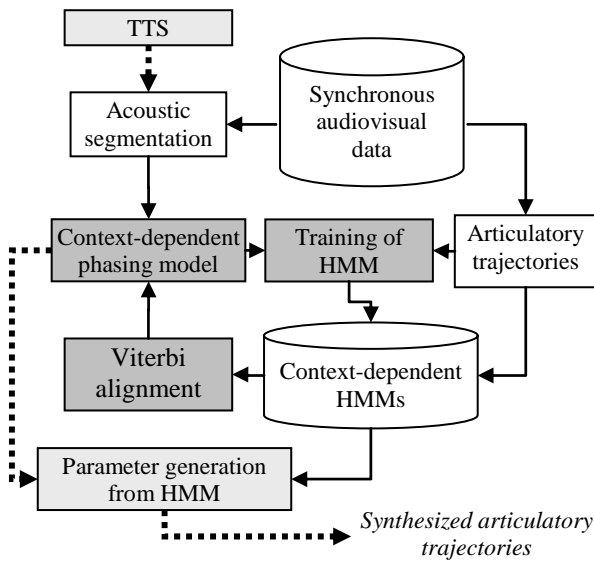 TTS
Acoustic
segmentation
Synchronous
audiovisual
data
Context-dependent
phasing model
Training of
HMM
Articulatory
trajectories
Viterbi
alignment
Context-dependent
HMMs
Parameter generation
from HMM
Synthesized articulatory
trajectories